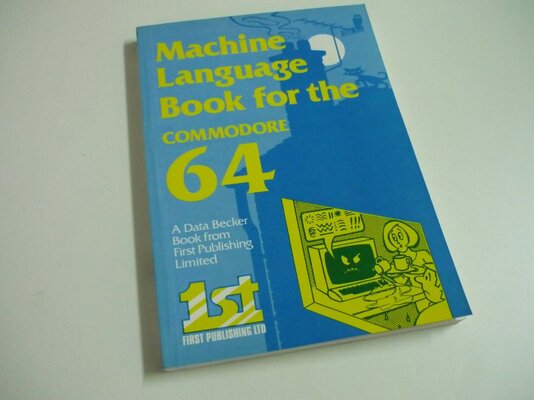 Machine
Language
Book for the
COMMODORE
64
A Data Becker
Book from
First Publishing
Limited
1st
FIRST PUBLISHING LTD